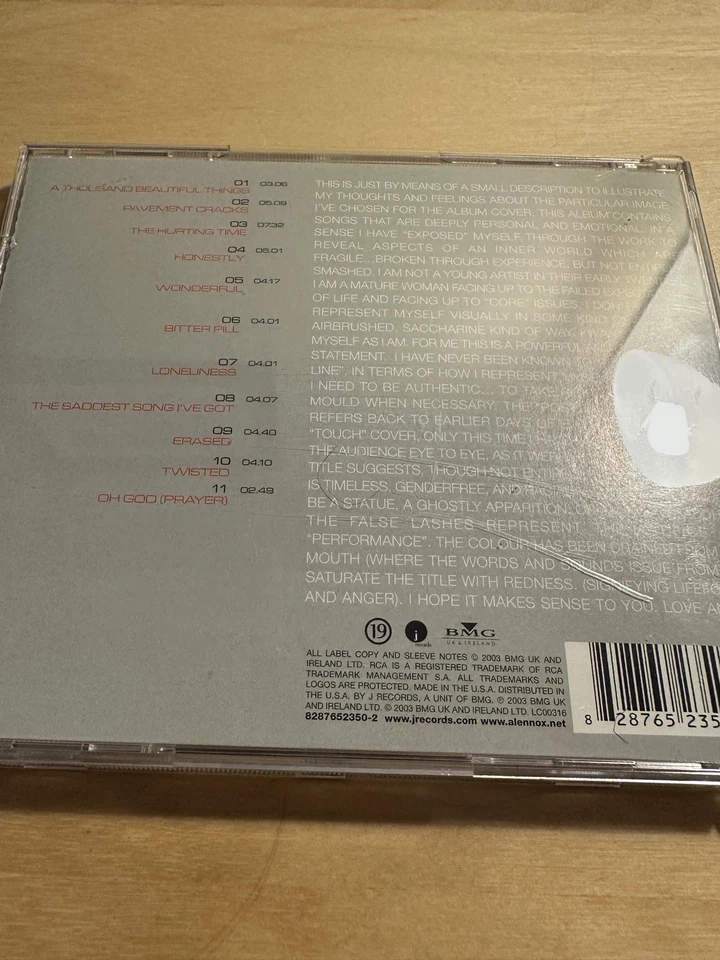 01 03.06
A THOUSAND BEAUTIFUL THINGS
02 05.09
PAVEMENT CRACKS
03 07.32
THE HURTING TIME
04 05.01
HONESTLY
05 04.17
WONDERFUL
06 04.01
BITTER PILL
07 04.01
LONELINESS
08 04.07
THE SADDEST SONG I'VE GOT
09 04.40
ERASED
10 04.10
TWISTED
11 02.49
OH GOD (PRAYER)
THIS IS JUST BY MEANS OF A SMALL DESCRIPTION TO ILLUSTRATE
MY THOUGHTS AND FEELINGS ABOUT THE PARTICULAR IMAGE
I'VE CHOSEN FOR THE ALBUM COVER. THIS ALBUM CONTAINS
SONGS THAT ARE DEEPLY PERSONAL AND EMOTIONAL. IN
SENSE I HAVE "EXPOSED" MYSELF THROUGH THE WORK
REVEAL ASPECTS OF AN INNER WORLD WHICH
FRAGILE... BROKEN THROUGH EXPERIENCE, BUT NOT
SMASHED. I AM NOT A YOUNG ARTIST IN THEIR EARLY
I AM A MATURE WOMAN FACING UP TO THE FAILED
OF LIFE AND FACING UP TO "CORE" ISSUES. I
REPRESENT MYSELF VISUALLY IN SOME KIND
AIRBRUSHED, SACCHARINE KIND OF WAY.
MYSELF AS I AM. FOR ME THIS IS A POWERFUL
STATEMENT. I HAVE NEVER BEEN KNOWN
LINE", IN TERMS OF HOW I REPRESENT
I NEED TO BE AUTHENTIC... TO TAKE
MOULD WHEN NECESSARY. THE
REFERS BACK TO EARLIER DAYS
"TOUCH" COVER, ONLY THIS TIME I
THE AUDIENCE EYE TO EYE, AS IT WERE
TITLE SUGGESTS, THOUGH NOT
IS TIMELESS, GENDERFREE, AND
BE A STATUE, A GHOSTLY APPARITION,
THE FALSE LASHES REPRESENT THE
"PERFORMANCE". THE COLOUR HAS BEEN DRAINED FROM
MOUTH (WHERE THE WORDS AND SOUNDS ISSUE FROM
SATURATE THE TITLE WITH REDNESS. (SIGNIFYING
AND ANGER). I HOPE IT MAKES SENSE TO YOU. LOVE
19 j records BMG
UK & IRELAND
ALL LABEL COPY AND SLEEVE NOTES © 2003 BMG UK AND
IRELAND LTD. RCA IS A REGISTERED TRADEMARK OF RCA
TRADEMARK MANAGEMENT S.A. ALL TRADEMARKS AND
LOGOS ARE PROTECTED. MADE IN THE U.S.A. DISTRIBUTED IN
THE U.S.A. BY J RECORDS, A UNIT OF BMG. ℗ 2003 BMG UK
AND IRELAND LTD. © 2003 BMG UK AND IRELAND LTD. LC00316
8287652350-2 www.jrecords.com www.alennox.net
8 28765 235